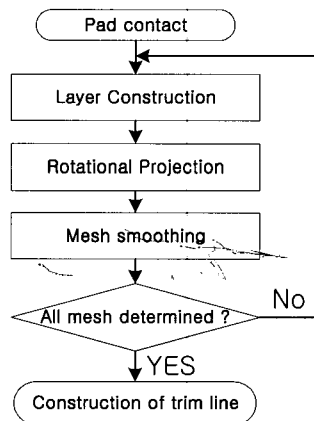 Pad contact
Layer Construction
Rotational Projection
Mesh smoothing
All mesh determined ?
No
YES
Construction of trim line